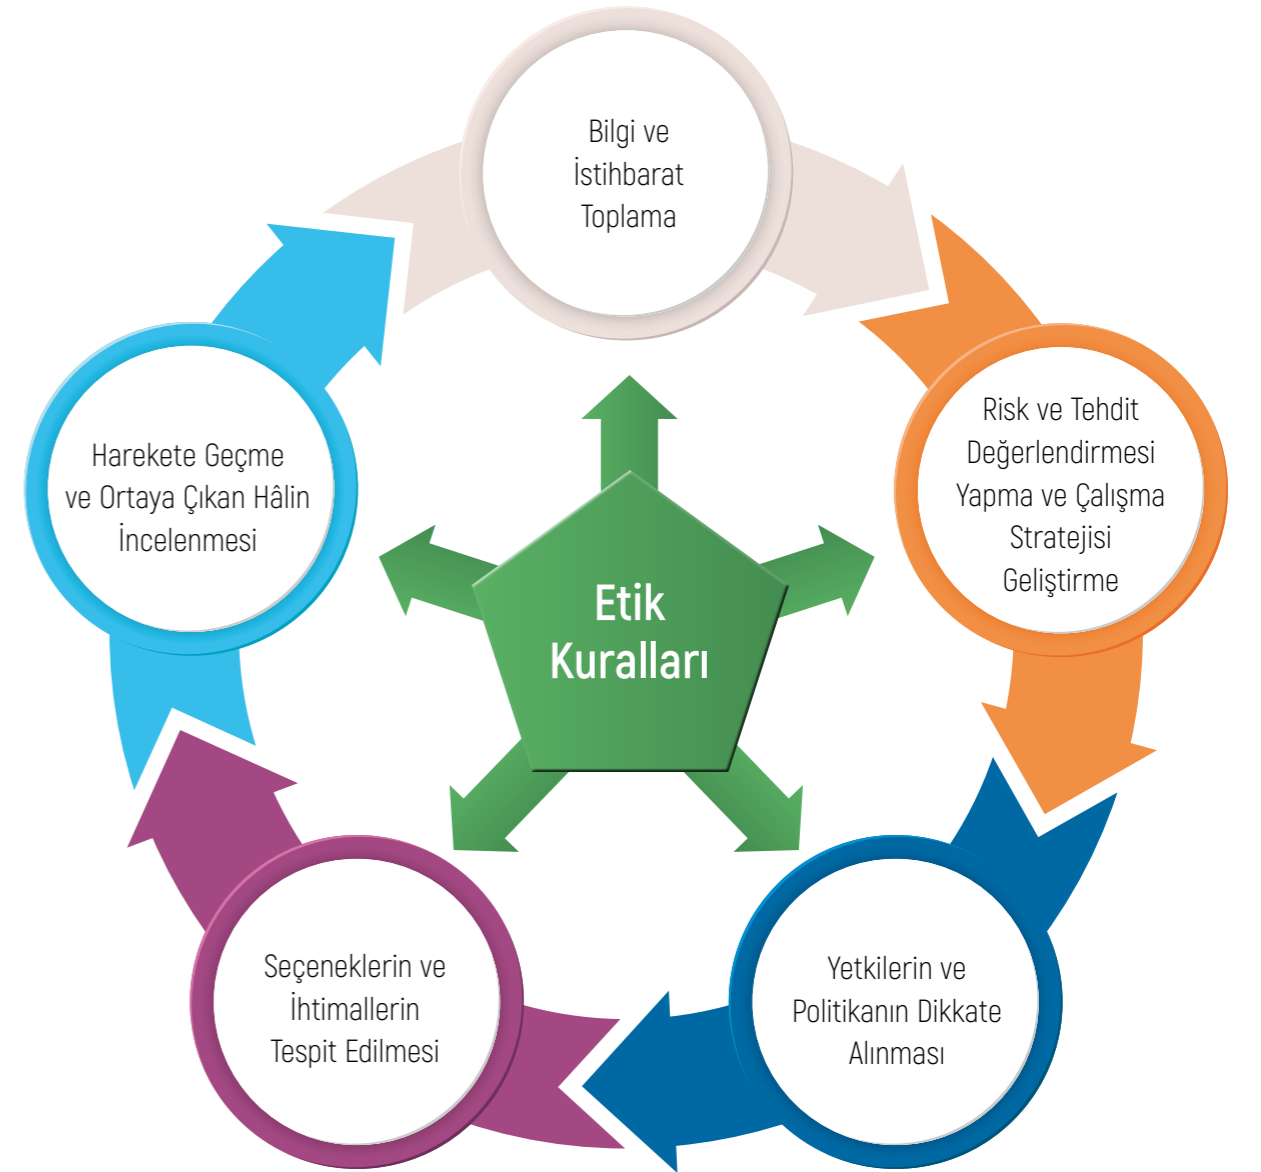 Bilgi ve
İstihbarat
Toplama
Risk ve Tehdit
Değerlendirmesi
Yapma ve Çalışma
Stratejisi
Geliştirme
Yetkilerin ve
Politikanın Dikkate
Alınması
Seçeneklerin ve
İhtimallerin
Tespit Edilmesi
Harekete Geçme
ve Ortaya Çıkan Hâlin
İncelenmesi
Etik
Kuralları